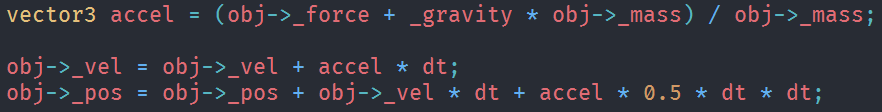 vector3 accel = (obj->_force + _gravity * obj->_mass) / obj->_mass;
obj->_vel = obj->_vel + accel * dt;
obj->_pos = obj->_pos + obj->_vel * dt + accel * 0.5 * dt * dt;